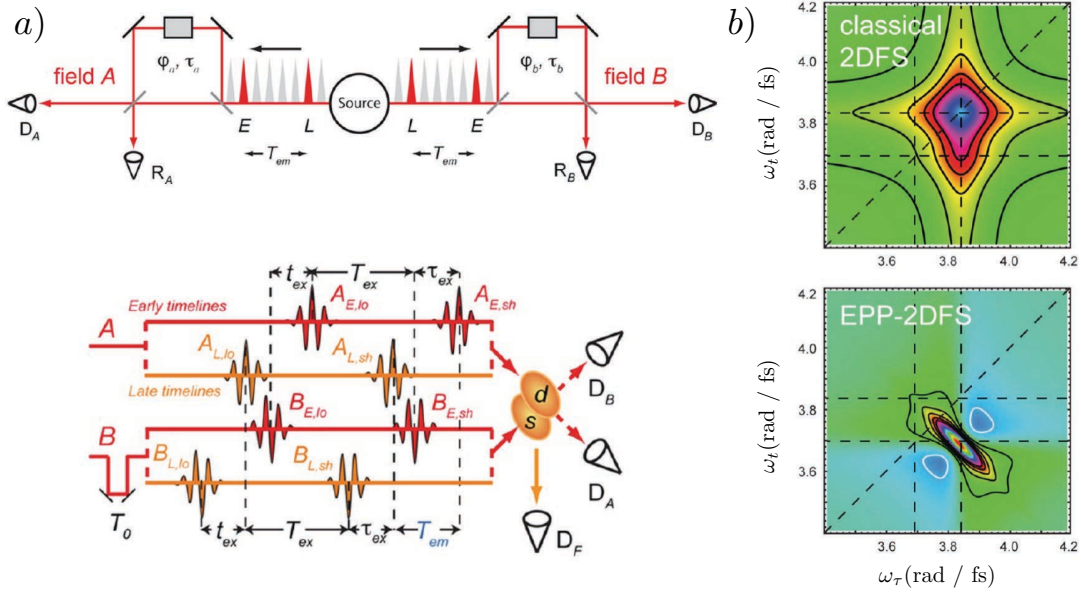 a)
φa, τa
field A
DA
RA
E
L
Tem
Source
L
E
Tem
φb, τb
field B
DB
RB
tex
Tex
τex
Early timelines
AE,lo
AE,sh
A
AL,lo
AL,sh
Late timelines
BE,lo
BE,sh
B
BL,lo
BL,sh
T0
tex
Tex
τex
Tem
d
s
DB
DA
DF
b)
4.2
4.0
3.8
3.6
ωt(rad / fs)
classical
2DFS
3.6
3.8
4.0
4.2
4.2
4.0
3.8
3.6
ωt(rad / fs)
EPP-2DFS
3.6
3.8
4.0
4.2
ωτ(rad / fs)